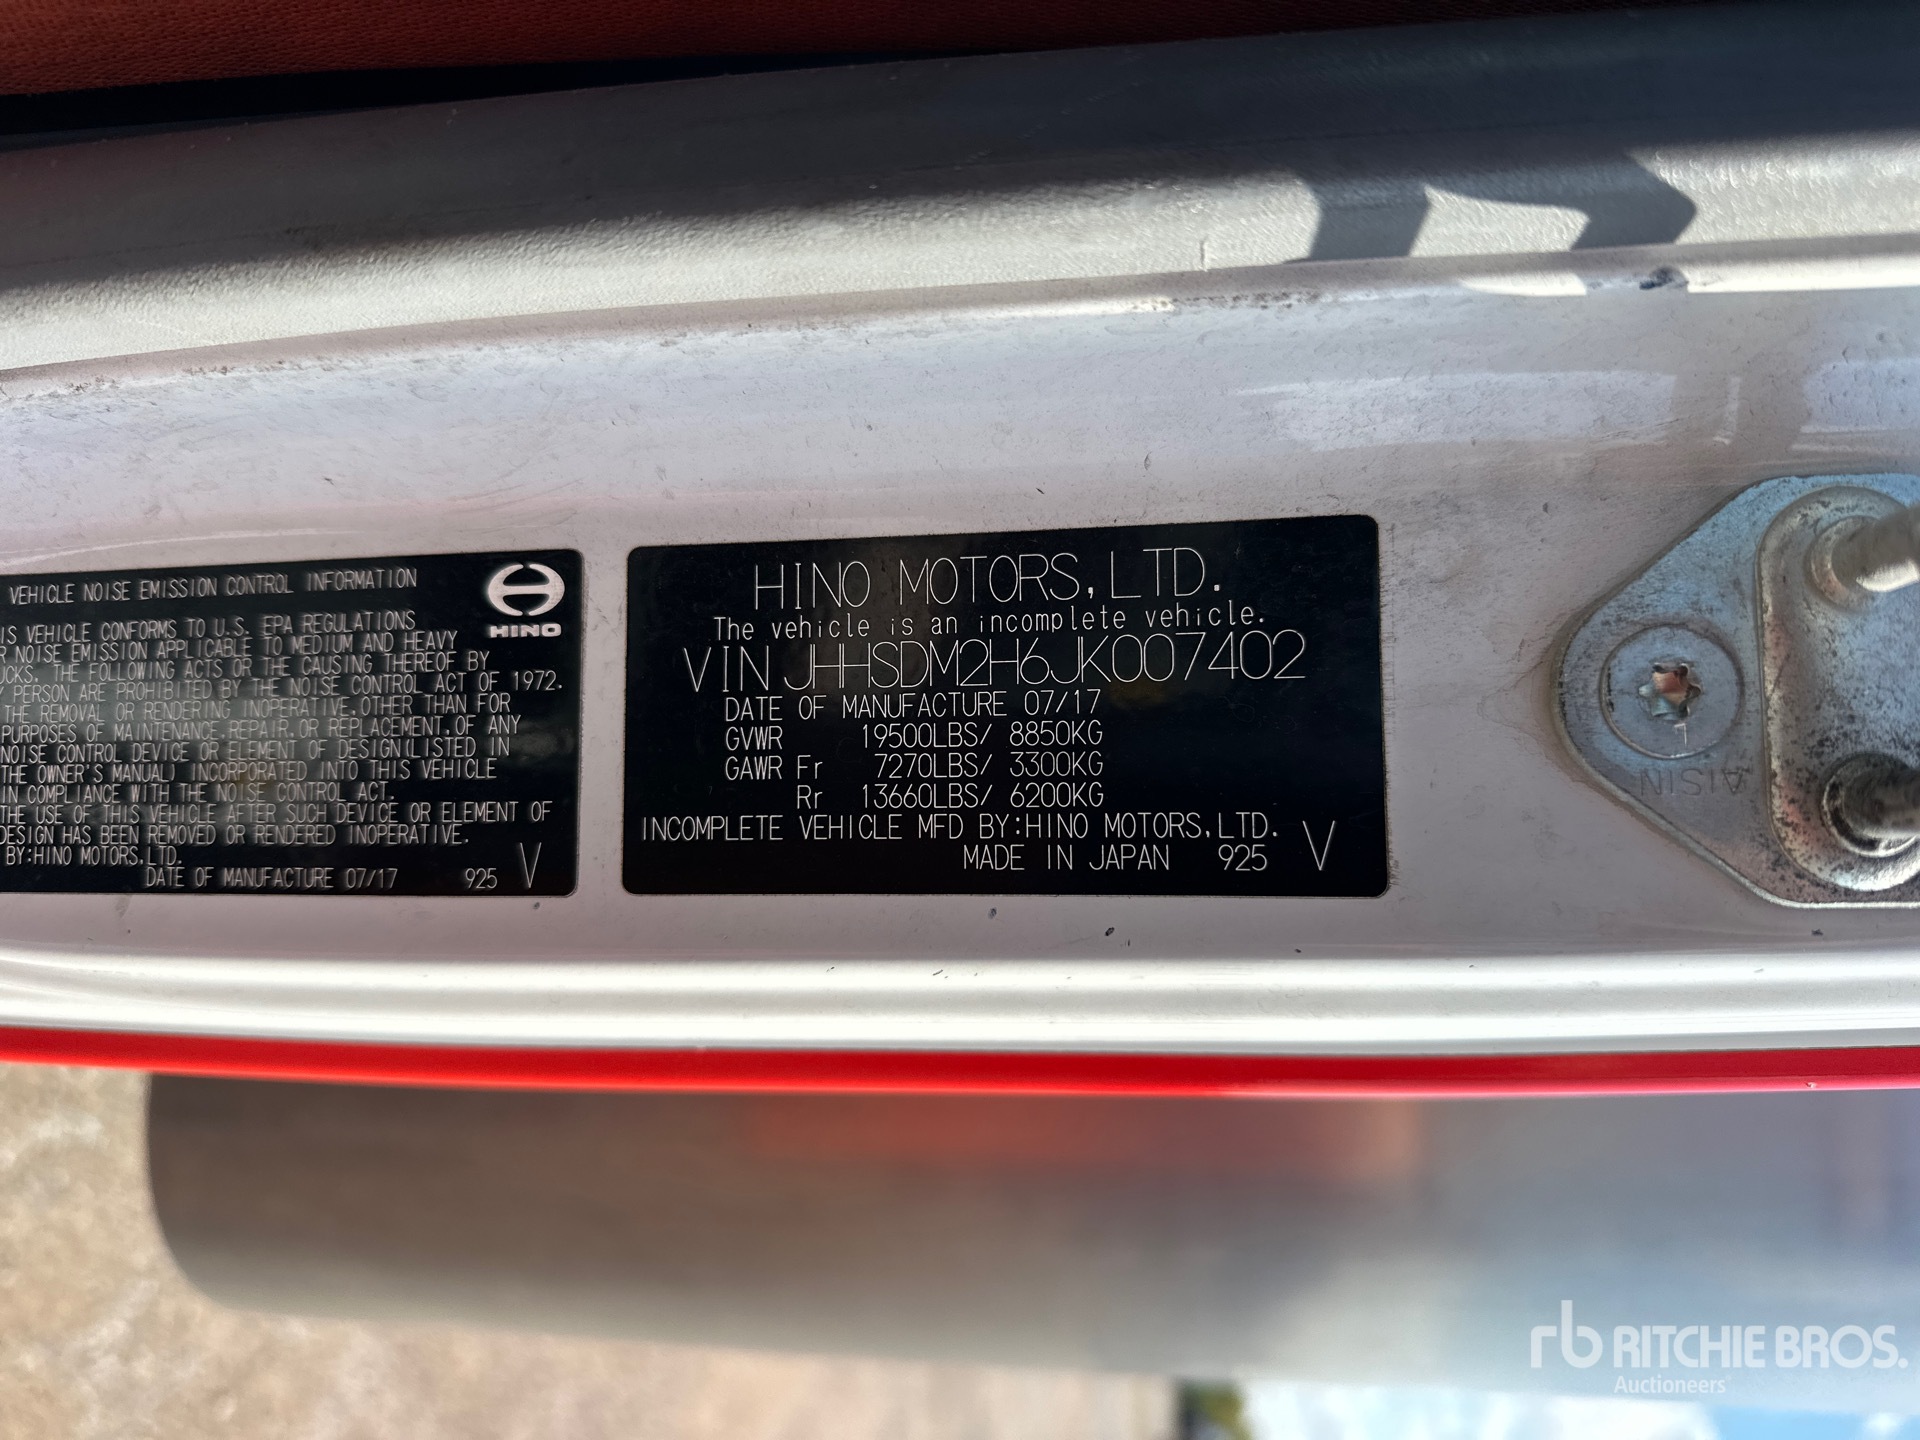 VEHICLE NOISE EMISSION CONTROL INFORMATION
HINO
IS VEHICLE CONFORMS TO U.S. EPA REGULATIONS
R NOISE EMISSION APPLICABLE TO MEDIUM AND HEAVY
UCKS. THE FOLLOWING ACTS OR THE CAUSING THEREOF BY
Y PERSON ARE PROHIBITED BY THE NOISE CONTROL ACT OF 1972.
THE REMOVAL OR RENDERING INOPERATIVE, OTHER THAN FOR
PURPOSES OF MAINTENANCE, REPAIR, OR REPLACEMENT, OF ANY
NOISE CONTROL DEVICE OR ELEMENT OF DESIGN(LISTED IN
THE OWNER'S MANUAL) INCORPORATED INTO THIS VEHICLE
IN COMPLIANCE WITH THE NOISE CONTROL ACT.
THE USE OF THIS VEHICLE AFTER SUCH DEVICE OR ELEMENT OF
DESIGN HAS BEEN REMOVED OR RENDERED INOPERATIVE.
BY:HINO MOTORS,LTD.
DATE OF MANUFACTURE 07/17 925 V
HINO MOTORS,LTD.
The vehicle is an incomplete vehicle.
VIN JHHSDM2H6JK007402
DATE OF MANUFACTURE 07/17
GVWR 19500LBS/ 8850KG
GAWR Fr 7270LBS/ 3300KG
Rr 13660LBS/ 6200KG
INCOMPLETE VEHICLE MFD BY:HINO MOTORS,LTD.
MADE IN JAPAN 925 V
AISIN
rb RITCHIE BROS.
Auctioneers